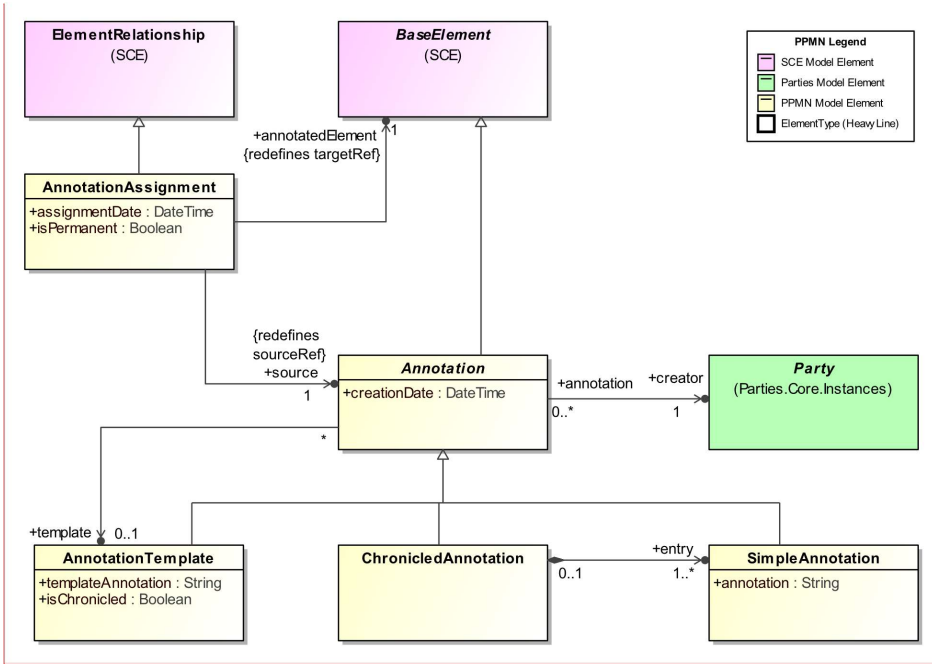 ElementRelationship
(SCE)
BaseElement
(SCE)
PPMN Legend
SCE Model Element
Parties Model Element
PPMN Model Element
ElementType (Heavy Line)
+annotatedElement
1
{redefines targetRef}
AnnotationAssignment
+assignmentDate : DateTime
+isPermanent : Boolean
{redefines
sourceRef}
+source
1
Annotation
+creationDate : DateTime
+annotation
0..*
+creator
1
Party
(Parties.Core.Instances)
*
+template
0..1
AnnotationTemplate
+templateAnnotation : String
+isChronicled : Boolean
ChronicledAnnotation
0..1
+entry
1..*
SimpleAnnotation
+annotation : String